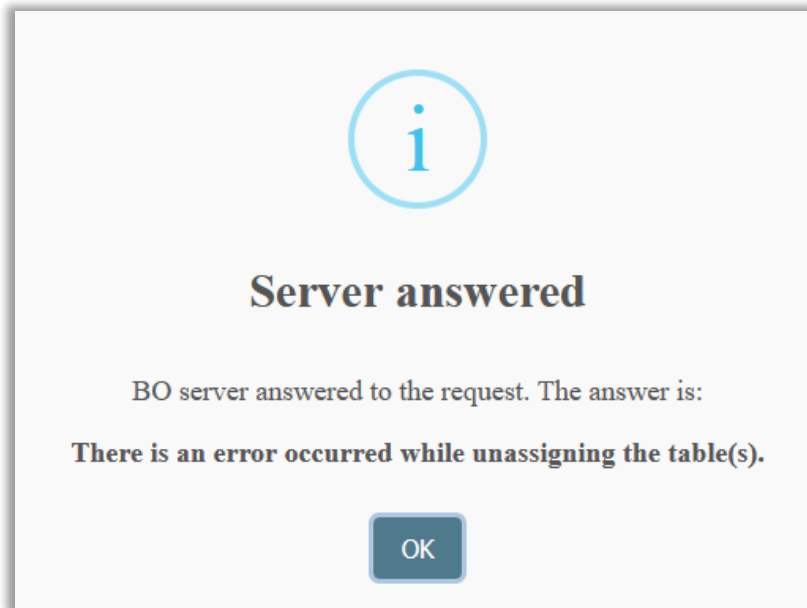 i
Server answered
BO server answered to the request. The answer is:
There is an error occurred while unassigning the table(s).
OK